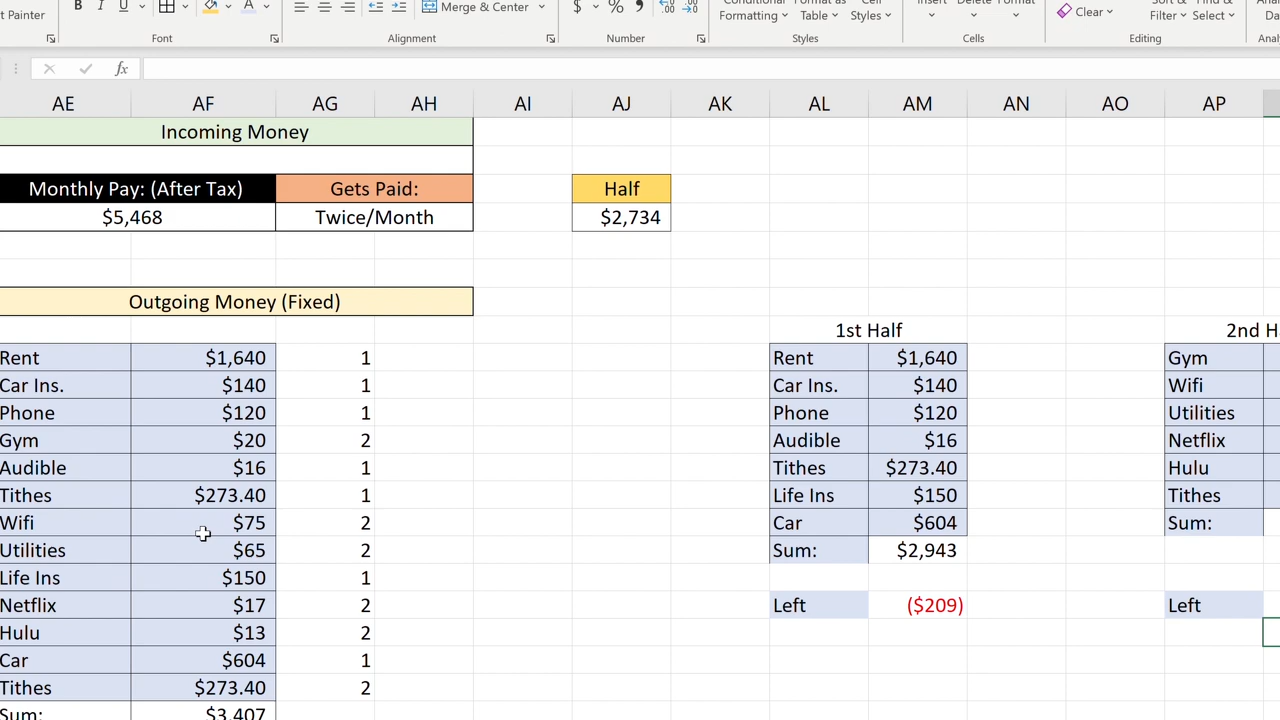 t Painter B I U A Merge & Center $ % Conditional Format as Cell Insert Delete Format Clear Sort & Find &
Formatting Table Styles Filter Select
Font Alignment Number Styles Cells Editing
fx
AE AF AG AH AI AJ AK AL AM AN AO AP
Incoming Money
Monthly Pay: (After Tax) Gets Paid: Half
$5,468 Twice/Month $2,734
Outgoing Money (Fixed)
1st Half 2nd H
Rent $1,640 1 Rent $1,640 Gym
Car Ins. $140 1 Car Ins. $140 Wifi
Phone $120 1 Phone $120 Utilities
Gym $20 2 Audible $16 Netflix
Audible $16 1 Tithes $273.40 Hulu
Tithes $273.40 1 Life Ins $150 Tithes
Wifi $75 2 Car $604 Sum:
Utilities $65 2 Sum: $2,943
Life Ins $150 1
Netflix $17 2 Left ($209) Left
Hulu $13 2
Car $604 1
Tithes $273.40 2
Sum: $3,407